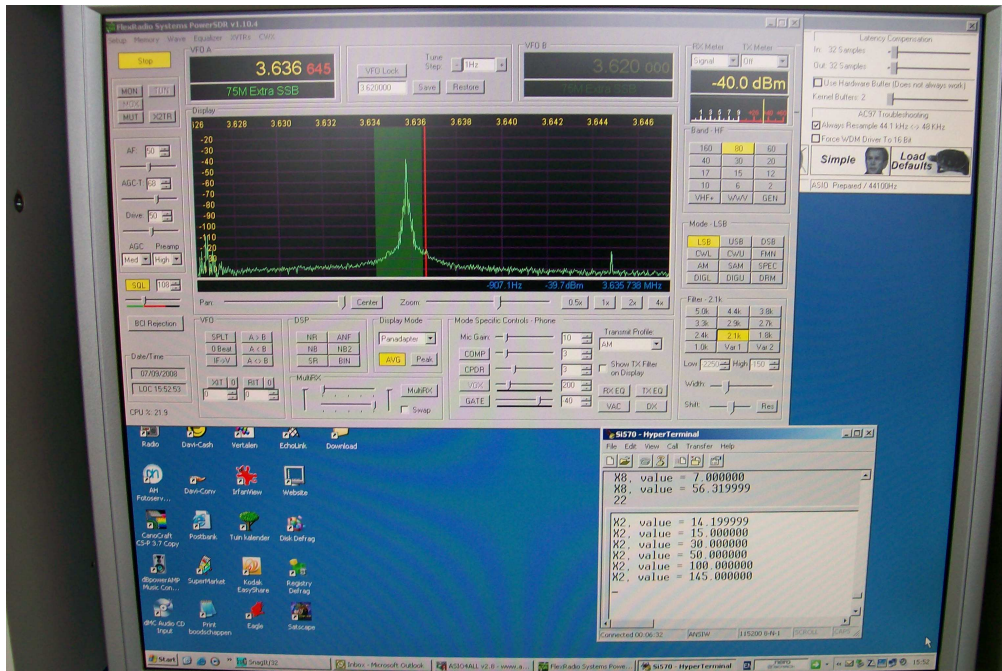 FlexRadio Systems PowerSDR v1.10.4
Setup Memory Wave Equalizer XVTRs CWX
Stop
MON TUN
MOX
MUT X2TR
AF: 50
AGC-T 68
Drive: 50
AGC Preamp
Med High
SQL 108
BCI Rejection
Date/Time
07/09/2008
LOC 15:52:53
CPU %: 21.9
VFO A
3.636 645
75M Extra SSB
VFO Lock
Tune Step: 1Hz
3.620000 Save Restore
VFO B
3.620 000
75M Extra SSB
RX Meter TX Meter
Signal Off
-40.0 dBm
1 3 5 7 9
Display
126 3.628 3.630 3.632 3.634 3.636 3.638 3.640 3.642 3.644 3.646
-20
-30
-40
-50
-60
-70
-80
-90
-100
-110
-120
-130
-907.1Hz -39.7dBm 3.635 738 MHz
Pan: Center Zoom: 0.5x 1x 2x 4x
VFO
SPLT A > B
0 Beat A < B
IF->V A <> B
XIT 0 RIT 0
0 0
DSP
NR ANF
NB NB2
SR BIN
Display Mode
Panadapter
AVG Peak
MultiRX
MultiRX
Swap
Mode Specific Controls - Phone
Mic Gain: 10
COMP 3
CPDR 3
VOX 200
GATE -40
Transmit Profile:
AM
Show TX Filter on Display
RX EQ TX EQ
VAC DX
Band - HF
160 80 60
40 30 20
17 15 12
10 6 2
VHF+ WWV GEN
Mode - LSB
LSB USB DSB
CWL CWU FMN
AM SAM SPEC
DIGL DIGU DRM
Filter - 2.1k
5.0k 4.4k 3.8k
3.3k 2.9k 2.7k
2.4k 2.1k 1.8k
1.0k Var 1 Var 2
Low -2250 High -150
Width:
Shift: Res
Latency Compensation
In: 32 Samples
Out: 32 Samples
Use Hardware Buffer (Does not always work)
Kernel Buffers: 2
AC97 Troubleshooting
Always Resample 44.1 kHz <-> 48 KHz
Force WDM Driver To 16 Bit
Simple Load Defaults
ASIO Prepared / 44100Hz
Radio Davi-Cash Vertalen EchoLink Download
AH Fotoserv... Davi-Conv IrfanView Website
CanoCraft CS-P 3.7 Copy Postbank Tuin kalender Disk Defrag
dBpowerAMP Music Con... SuperMarket Kodak EasyShare Registry Defrag
dMC Audio CD Input Print boodschappen Eagle Satscape
Si570 - HyperTerminal
File Edit View Call Transfer Help
X8, value = 7.000000
X8, value = 56.319999
22
X2, value = 14.199999
X2, value = 15.000000
X2, value = 30.000000
X2, value = 50.000000
X2, value = 100.000000
X2, value = 145.000000
_
Connected 00:06:32 ANSIW 115200 8-N-1 SCROLL CAPS
Start SnagIt/32 Inbox - Microsoft Outlook ASIO4ALL v2.8 - www.a... FlexRadio Systems Powe... Si570 - HyperTerminal nero 15:52